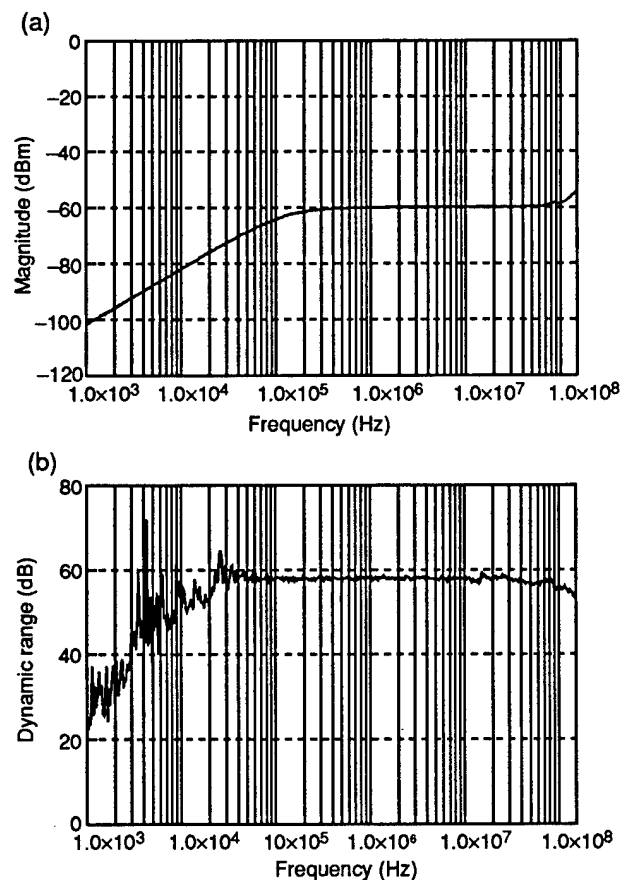 (a)
0
−20
−40
−60
−80
−100
−120
Magnitude (dBm)
1.0×10³ 1.0×10⁴ 1.0×10⁵ 1.0×10⁶ 1.0×10⁷ 1.0×10⁸
Frequency (Hz)
(b)
80
60
40
20
0
Dynamic range (dB)
1.0×10³ 1.0×10⁴ 10×10⁵ 1.0×10⁶ 1.0×10⁷ 1.0×10⁸
Frequency (Hz)